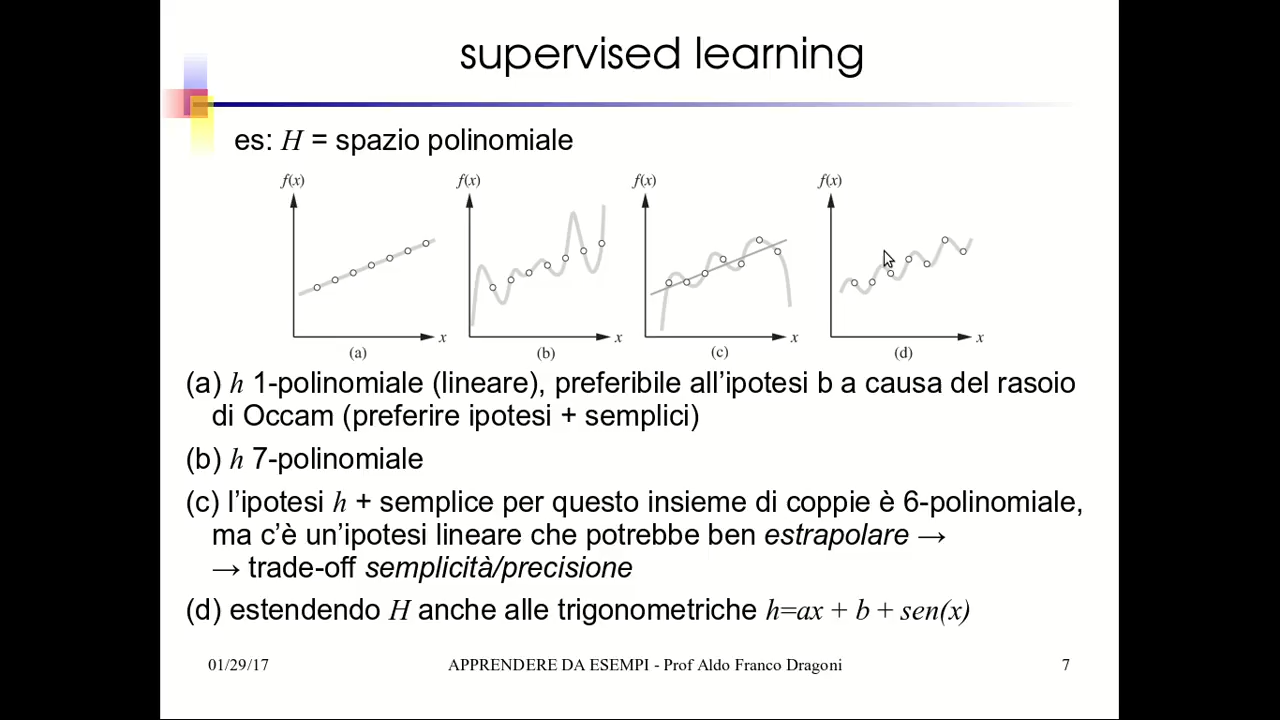 supervised learning
es: H = spazio polinomiale
f(x) f(x) f(x) f(x)
x x x x
(a) (b) (c) (d)
(a) h 1-polinomiale (lineare), preferibile all’ipotesi b a causa del rasoio
di Occam (preferire ipotesi + semplici)
(b) h 7-polinomiale
(c) l’ipotesi h + semplice per questo insieme di coppie è 6-polinomiale,
ma c’è un’ipotesi lineare che potrebbe ben estrapolare →
→ trade-off semplicità/precisione
(d) estendendo H anche alle trigonometriche h=ax + b + sen(x)
01/29/17 APPRENDERE DA ESEMPI - Prof Aldo Franco Dragoni 7